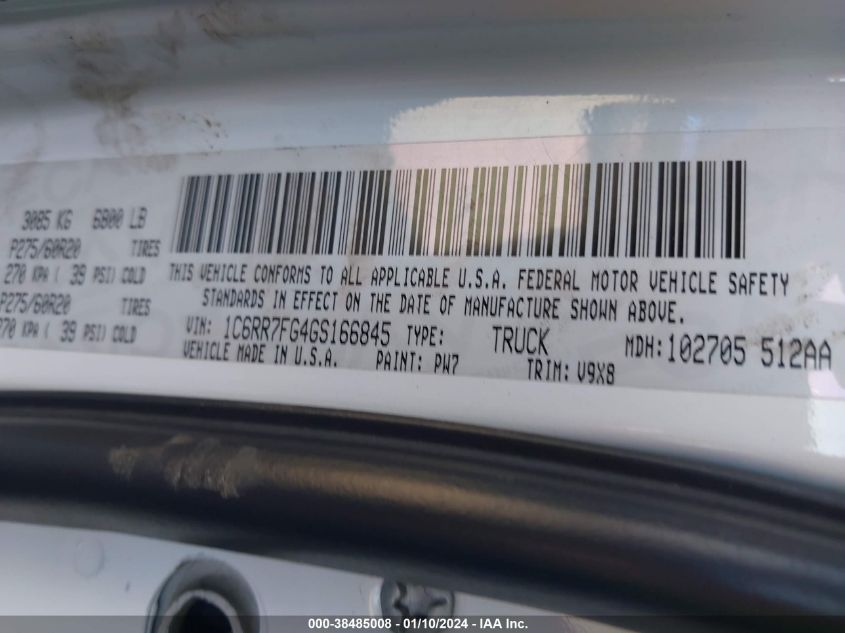 3085 KG 6800 LB
P275/60R20 TIRES
270 KPA ( 39 PSI) COLD
P275/60R20 TIRES
270 KPA ( 39 PSI) COLD
THIS VEHICLE CONFORMS TO ALL APPLICABLE U.S.A. FEDERAL MOTOR VEHICLE SAFETY
STANDARDS IN EFFECT ON THE DATE OF MANUFACTURE SHOWN ABOVE.
VIN: 1C6RR7FG4GS166845 TYPE: TRUCK MDH: 102705 512AA
VEHICLE MADE IN U.S.A. PAINT: PW7 TRIM: V9X8
000-38485008 - 01/10/2024 - IAA Inc.